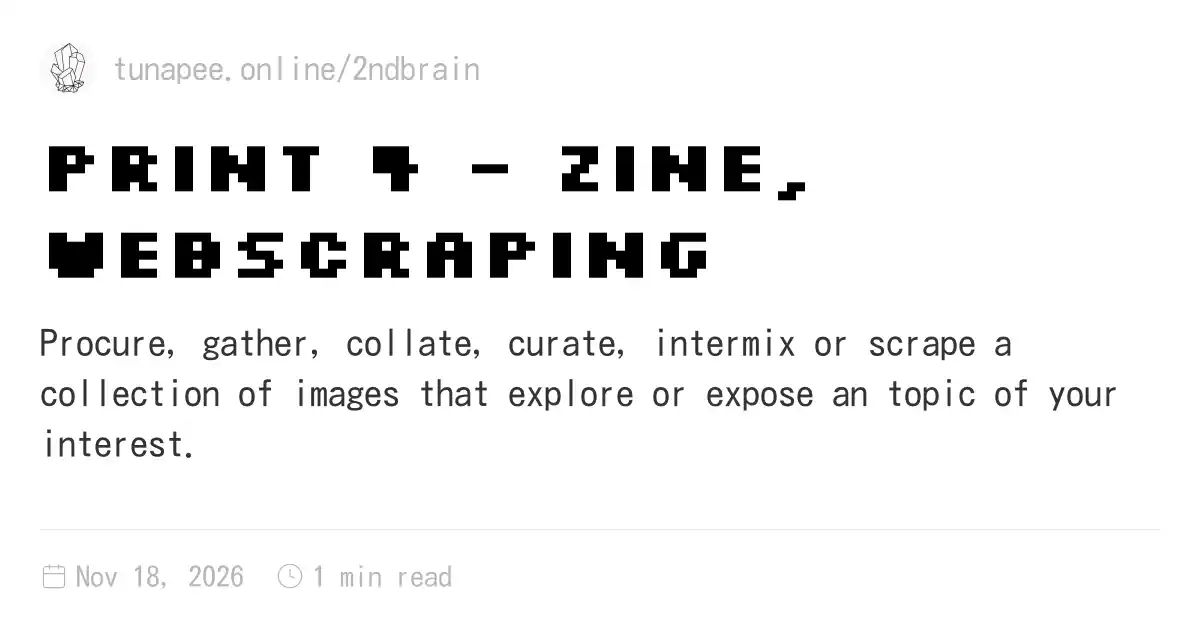 tunapee.online/2ndbrain
PRINT 4 - ZINE,
WEBSCRAPING
Procure, gather, collate, curate, intermix or scrape a
collection of images that explore or expose an topic of your
interest.
Nov 18, 2026 1 min read